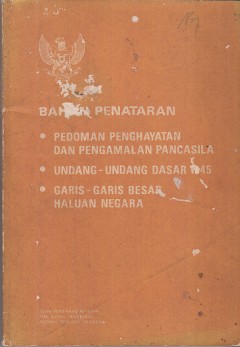 BAHAN PENATARAN
• PEDOMAN PENGHAYATAN
DAN PENGAMALAN PANCASILA
• UNDANG-UNDANG DASAR 1945
• GARIS-GARIS BESAR
HALUAN NEGARA